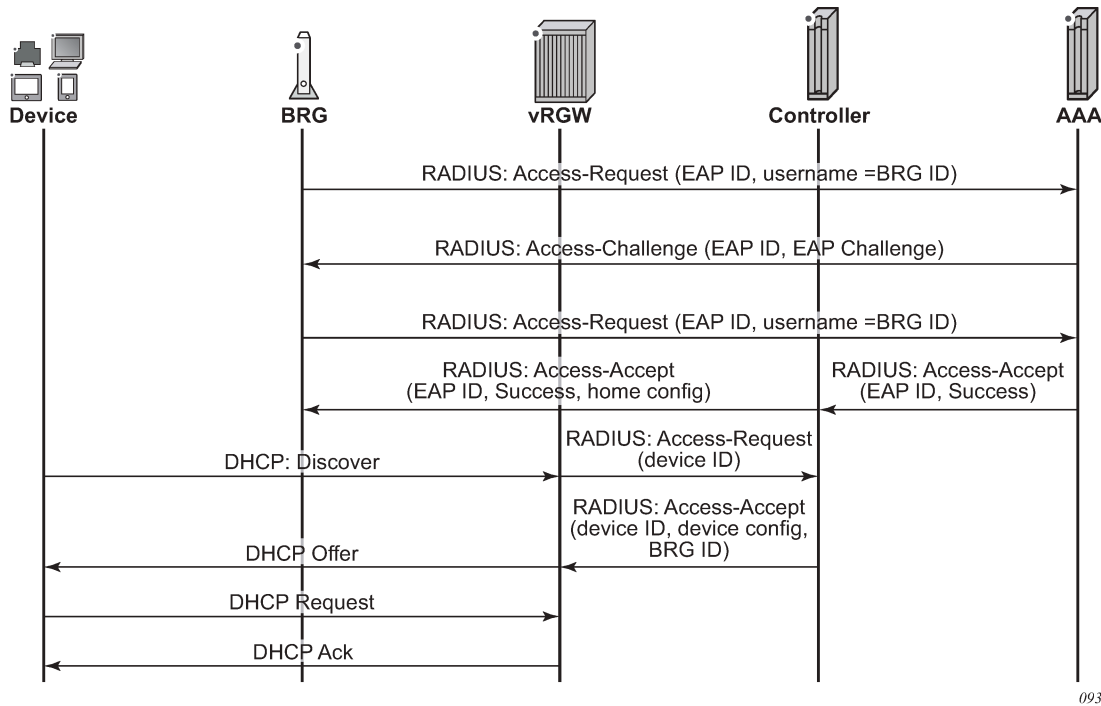 Device
BRG
vRGW
Controller
AAA
RADIUS: Access-Request (EAP ID, username =BRG ID)
RADIUS: Access-Challenge (EAP ID, EAP Challenge)
RADIUS: Access-Request (EAP ID, username =BRG ID)
RADIUS: Access-Accept
(EAP ID, Success, home config)
RADIUS: Access-Accept
(EAP ID, Success)
DHCP: Discover
RADIUS: Access-Request
(device ID)
RADIUS: Access-Accept
(device ID, device config,
BRG ID)
DHCP Offer
DHCP Request
DHCP Ack
093